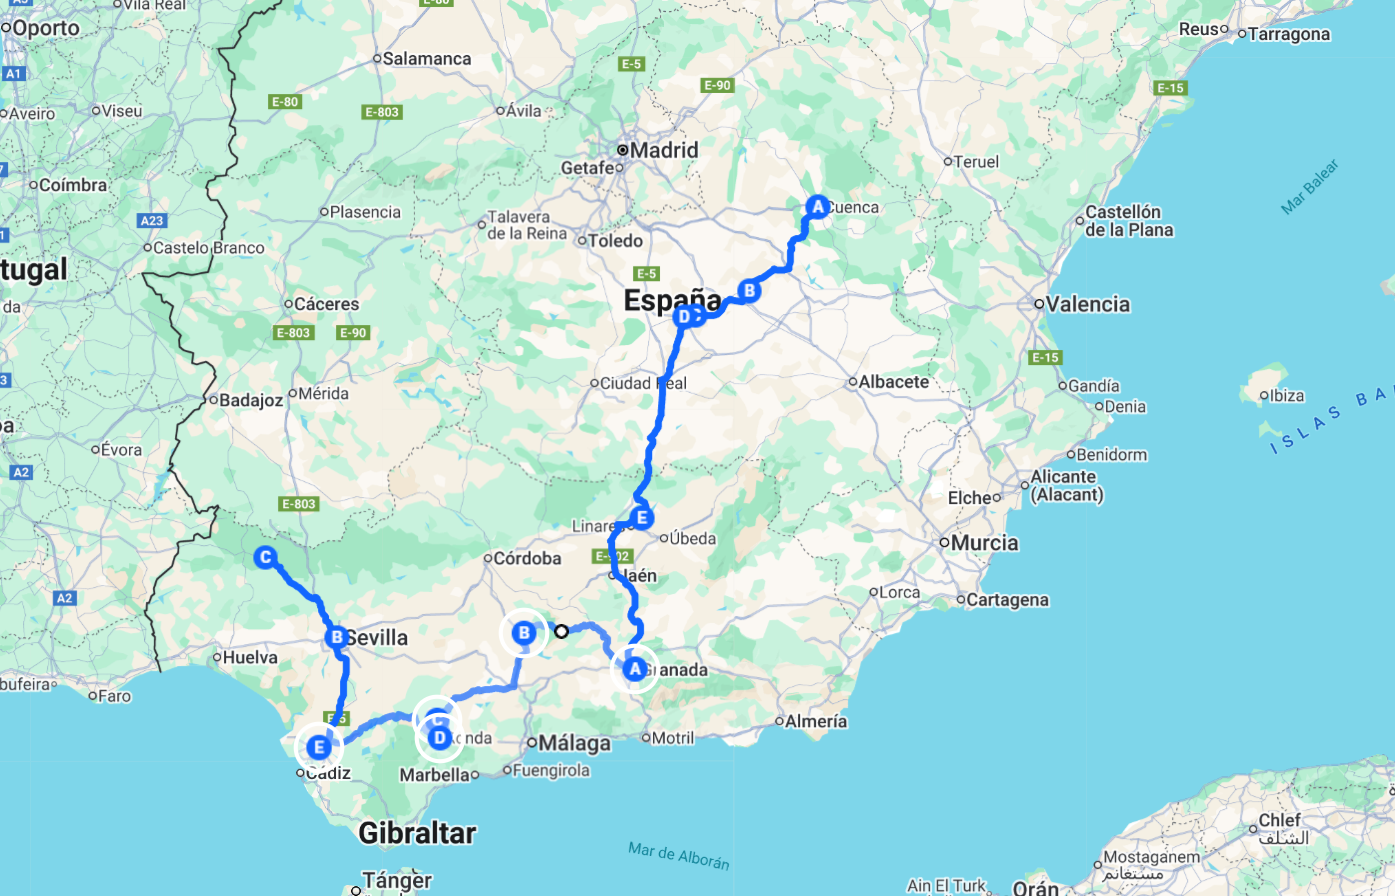 Vila Real
Oporto
A1
Salamanca
E-5
E-90
Reus
Tarragona
E-15
Aveiro
Viseu
E-80
E-803
Ávila
Madrid
Getafe
Teruel
Mar Balear
Coímbra
A23
Plasencia
Talavera
de la Reina
Toledo
A
Cuenca
Castellón
de la Plana
Castelo Branco
tugal
da
E-5
España
B
D
Cáceres
E-803
E-90
Valencia
E-15
Ciudad Real
Albacete
Gandía
Ibiza
ISLAS BA
Badajoz
Mérida
Denia
Évora
A2
Benidorm
Alicante
(Alacant)
Elche
E-803
E
Linares
Úbeda
Murcia
C
Córdoba
E-902
Jaén
A2
Lorca
Cartagena
B
Sevilla
B
Huelva
A
Granada
bufeira
Faro
E-5
C
D
Ronda
Málaga
Motril
Almería
E
Cádiz
Marbella
Fuengirola
Gibraltar
Mar de Alborán
Chlef
الشلف
Mostaganem
مستغانم
Tánger
Ain El Turk
Orán